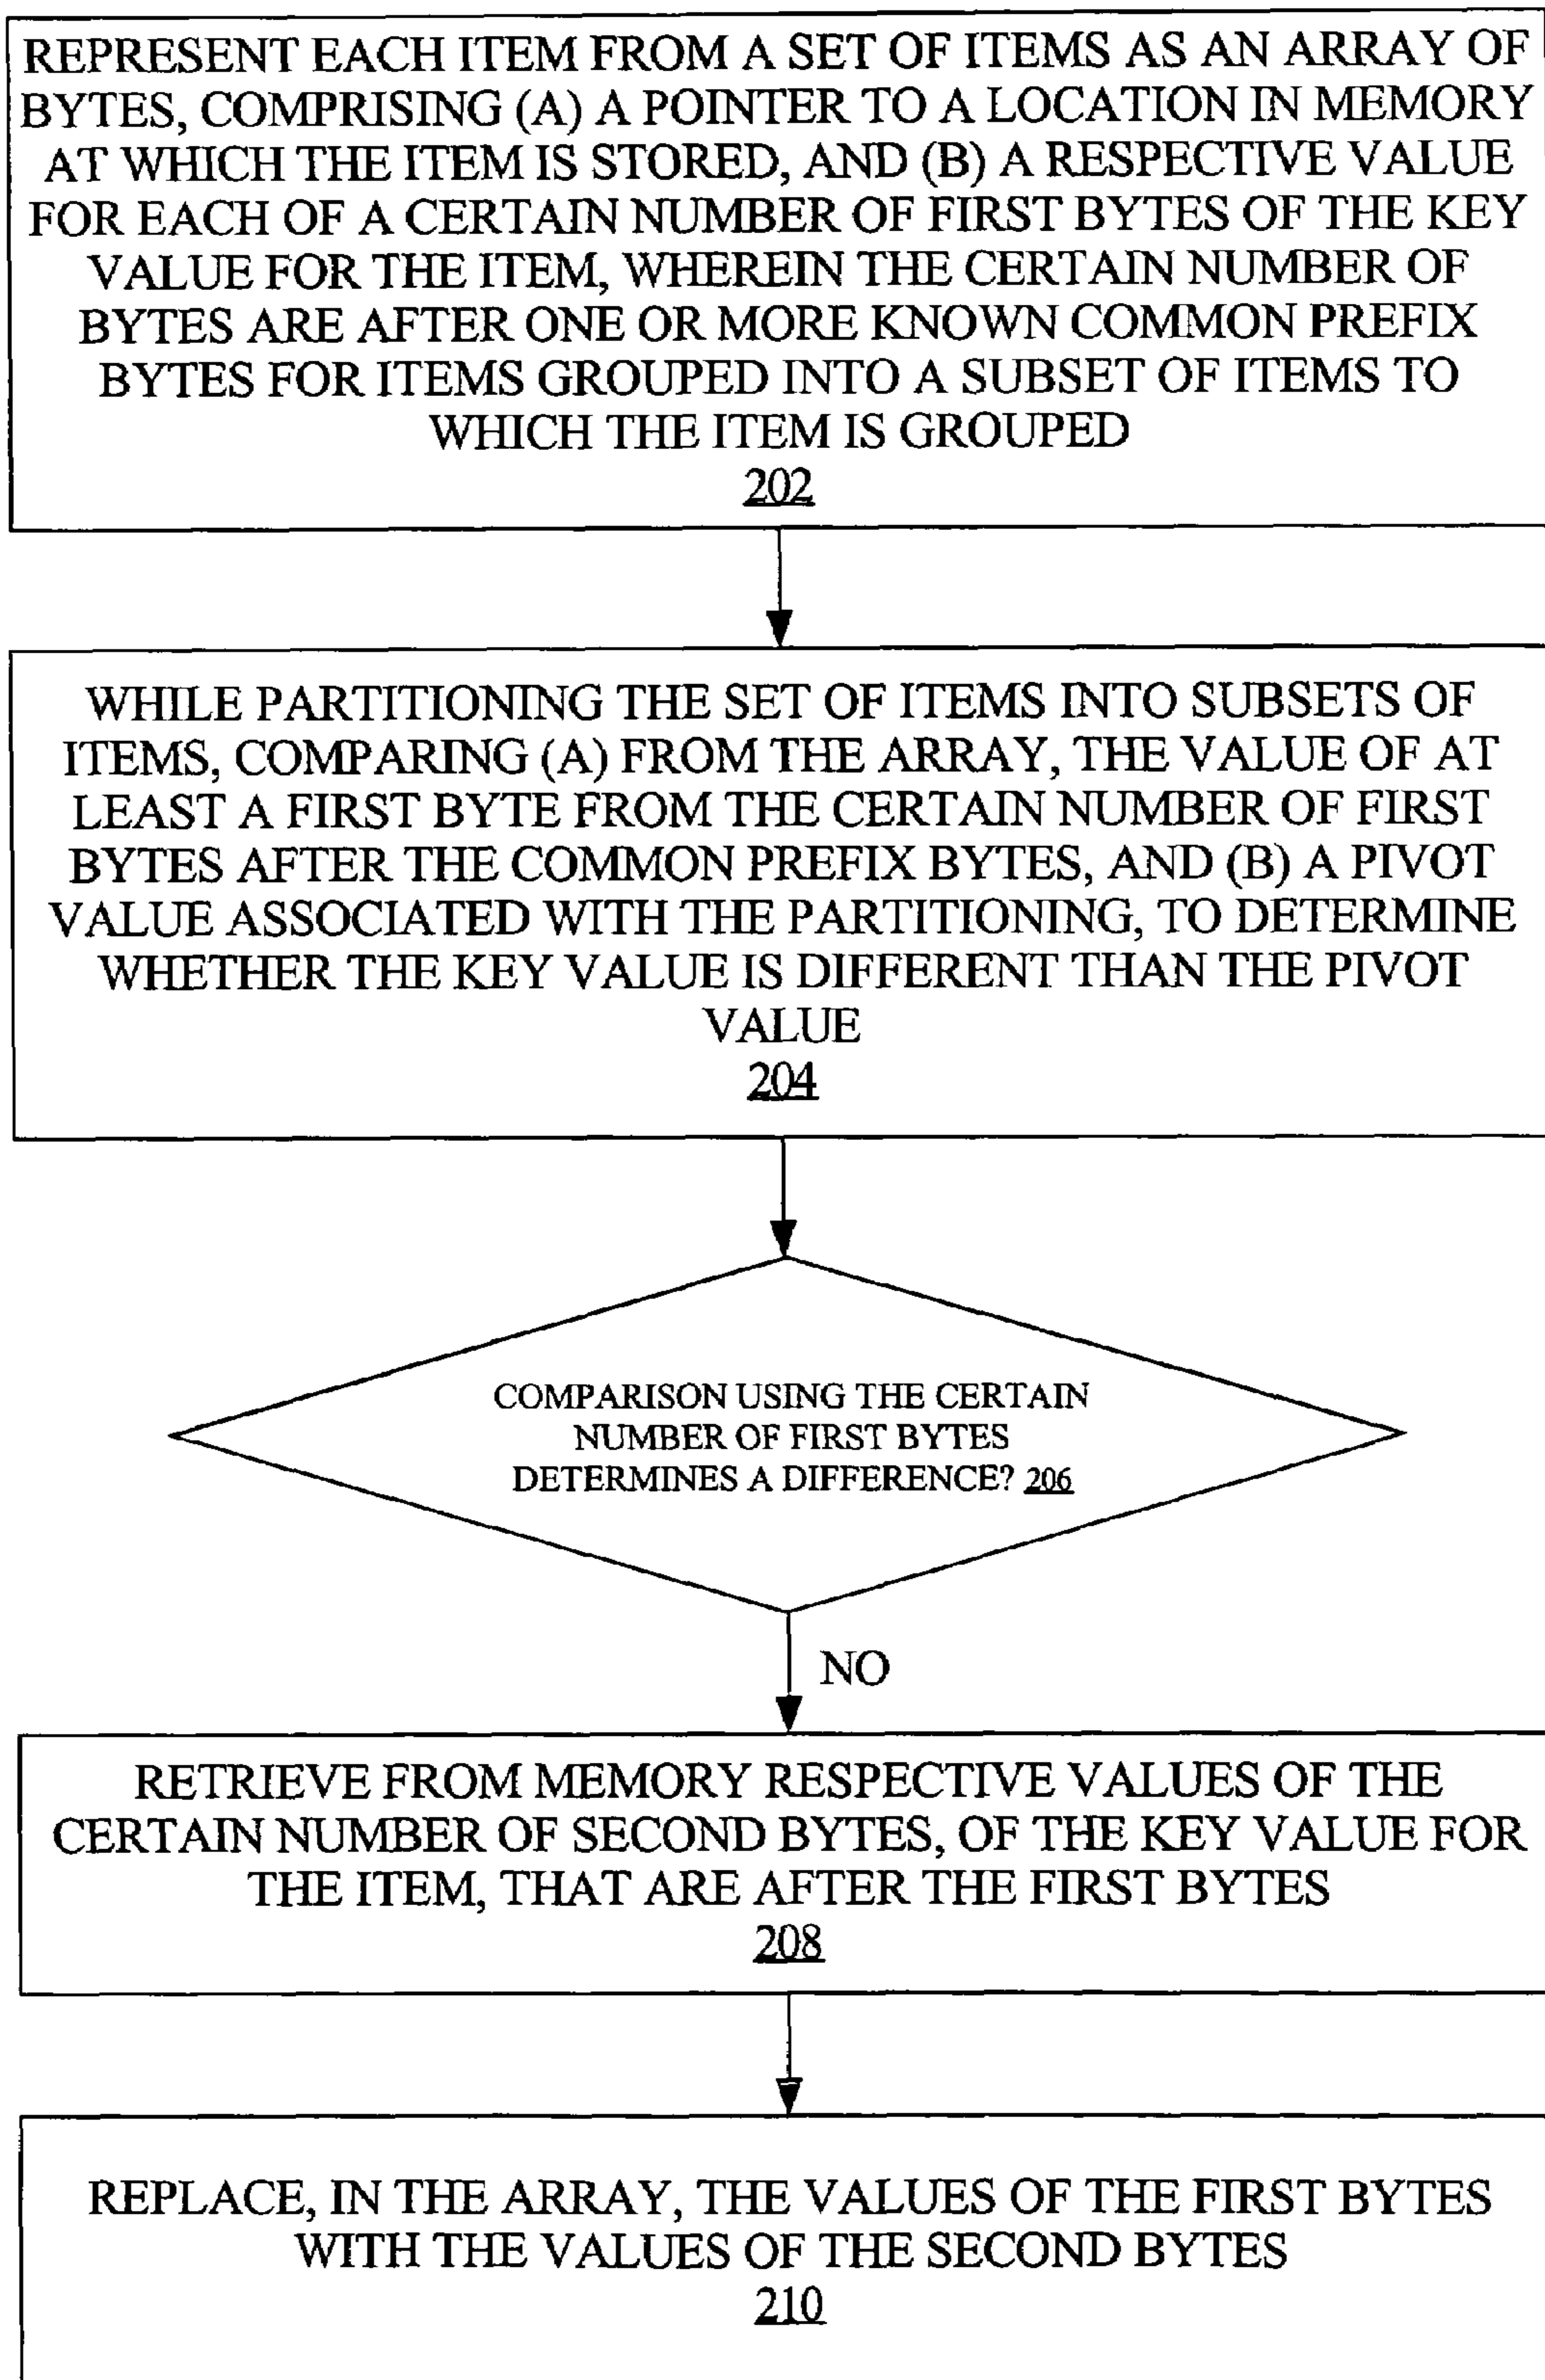 REPRESENT EACH ITEM FROM A SET OF ITEMS AS AN ARRAY OF
BYTES, COMPRISING (A) A POINTER TO A LOCATION IN MEMORY
AT WHICH THE ITEM IS STORED, AND (B) A RESPECTIVE VALUE
FOR EACH OF A CERTAIN NUMBER OF FIRST BYTES OF THE KEY
VALUE FOR THE ITEM, WHEREIN THE CERTAIN NUMBER OF
BYTES ARE AFTER ONE OR MORE KNOWN COMMON PREFIX
BYTES FOR ITEMS GROUPED INTO A SUBSET OF ITEMS TO
WHICH THE ITEM IS GROUPED
202
WHILE PARTITIONING THE SET OF ITEMS INTO SUBSETS OF
ITEMS, COMPARING (A) FROM THE ARRAY, THE VALUE OF AT
LEAST A FIRST BYTE FROM THE CERTAIN NUMBER OF FIRST
BYTES AFTER THE COMMON PREFIX BYTES, AND (B) A PIVOT
VALUE ASSOCIATED WITH THE PARTITIONING, TO DETERMINE
WHETHER THE KEY VALUE IS DIFFERENT THAN THE PIVOT
VALUE
204
COMPARISON USING THE CERTAIN
NUMBER OF FIRST BYTES
DETERMINES A DIFFERENCE? 206
NO
RETRIEVE FROM MEMORY RESPECTIVE VALUES OF THE
CERTAIN NUMBER OF SECOND BYTES, OF THE KEY VALUE FOR
THE ITEM, THAT ARE AFTER THE FIRST BYTES
208
REPLACE, IN THE ARRAY, THE VALUES OF THE FIRST BYTES
WITH THE VALUES OF THE SECOND BYTES
210